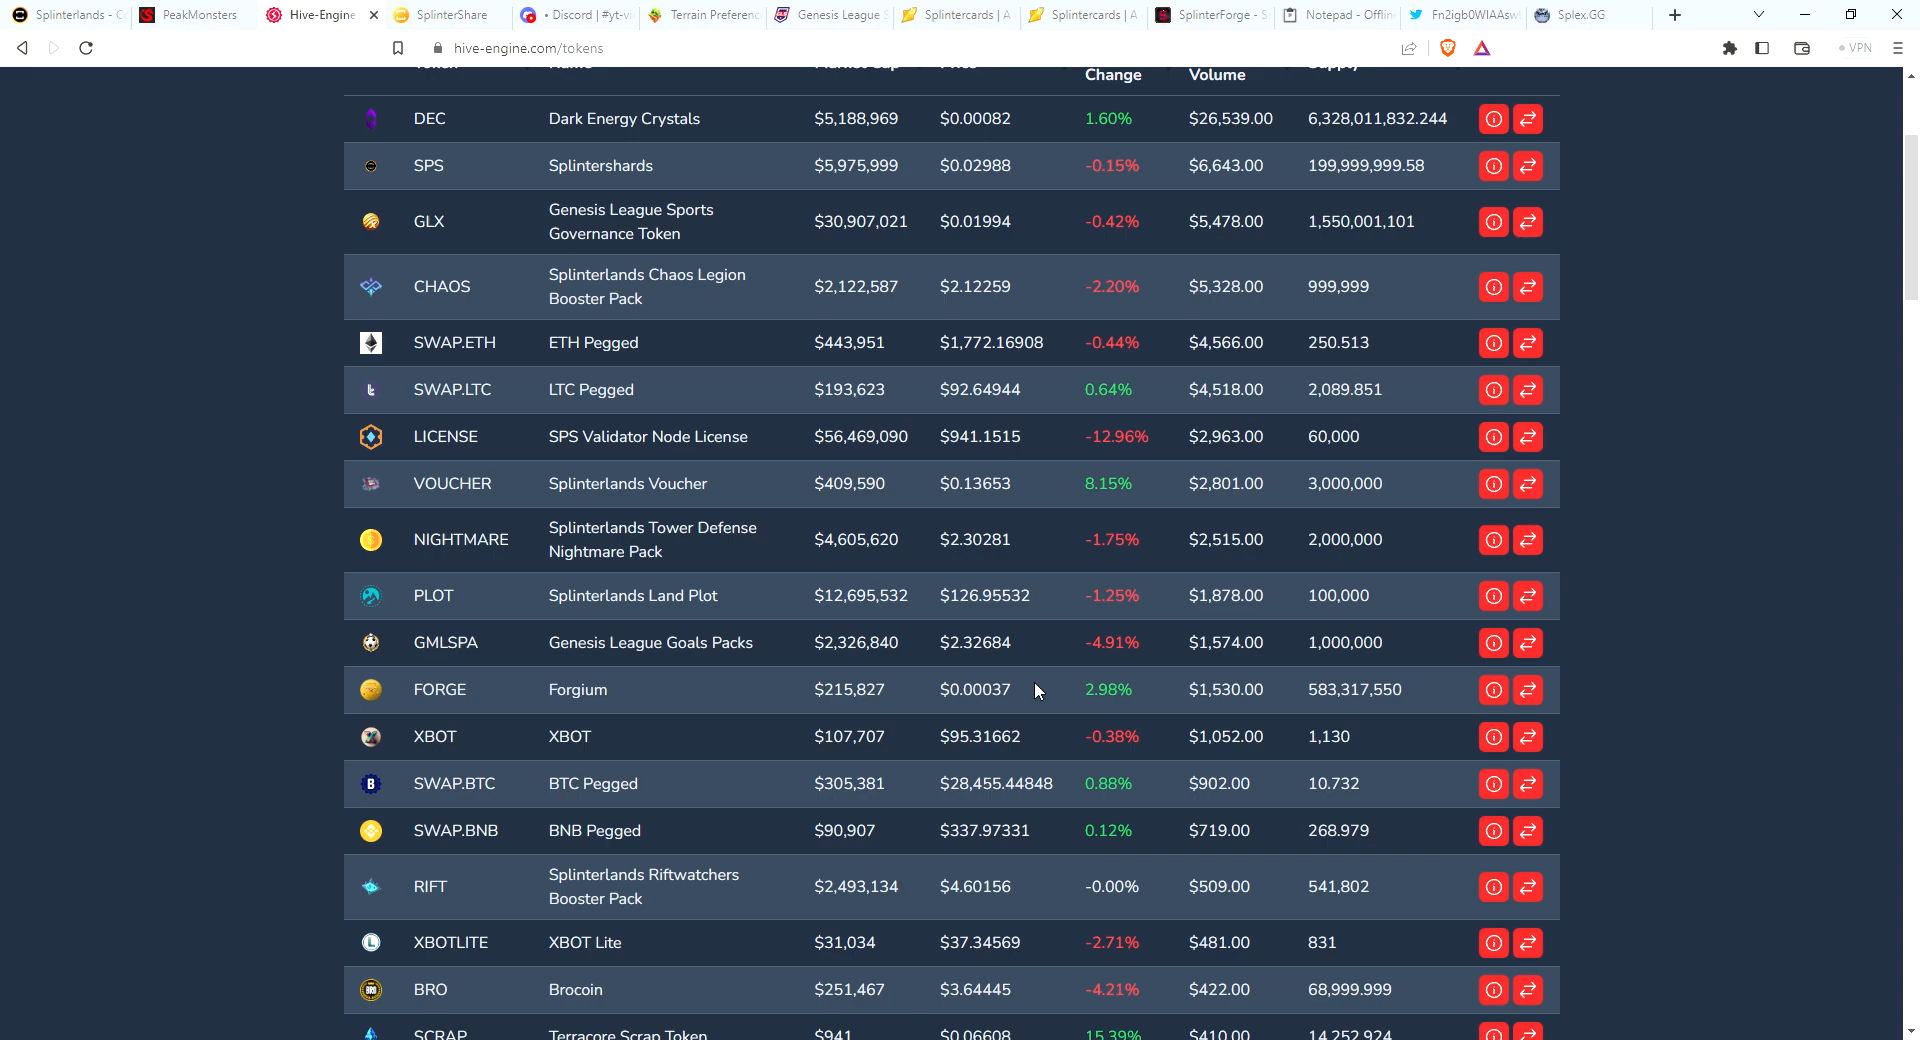 Splinterlands - C PeakMonsters Hive-Engine SplinterShare • Discord | #yt-vi Terrain Preferenc Genesis League S Splintercards | A Splintercards | A SplinterForge - S Notepad - Offlin Fn2igb0WIAAsw Splex.GG
hive-engine.com/tokens VPN
Change Volume
DEC Dark Energy Crystals $5,188,969 $0.00082 1.60% $26,539.00 6,328,011,832.244
SPS Splintershards $5,975,999 $0.02988 -0.15% $6,643.00 199,999,999.58
Genesis League Sports
GLX $30,907,021 $0.01994 -0.42% $5,478.00 1,550,001,101
Governance Token
Splinterlands Chaos Legion
CHAOS $2,122,587 $2.12259 -2.20% $5,328.00 999,999
Booster Pack
SWAP.ETH ETH Pegged $443,951 $1,772.16908 -0.44% $4,566.00 250.513
SWAP.LTC LTC Pegged $193,623 $92.64944 0.64% $4,518.00 2,089.851
LICENSE SPS Validator Node License $56,469,090 $941.1515 -12.96% $2,963.00 60,000
VOUCHER Splinterlands Voucher $409,590 $0.13653 8.15% $2,801.00 3,000,000
Splinterlands Tower Defense
NIGHTMARE $4,605,620 $2.30281 -1.75% $2,515.00 2,000,000
Nightmare Pack
PLOT Splinterlands Land Plot $12,695,532 $126.95532 -1.25% $1,878.00 100,000
GMLSPA Genesis League Goals Packs $2,326,840 $2.32684 -4.91% $1,574.00 1,000,000
FORGE Forgium $215,827 $0.00037 2.98% $1,530.00 583,317,550
XBOT XBOT $107,707 $95.31662 -0.38% $1,052.00 1,130
SWAP.BTC BTC Pegged $305,381 $28,455.44848 0.88% $902.00 10.732
SWAP.BNB BNB Pegged $90,907 $337.97331 0.12% $719.00 268.979
Splinterlands Riftwatchers
RIFT $2,493,134 $4.60156 -0.00% $509.00 541,802
Booster Pack
XBOTLITE XBOT Lite $31,034 $37.34569 -2.71% $481.00 831
BRO Brocoin $251,467 $3.64445 -4.21% $422.00 68,999.999
SCRAP Terracore Scrap Token $941 $0.06608 15.39% $410.00 14,252.924